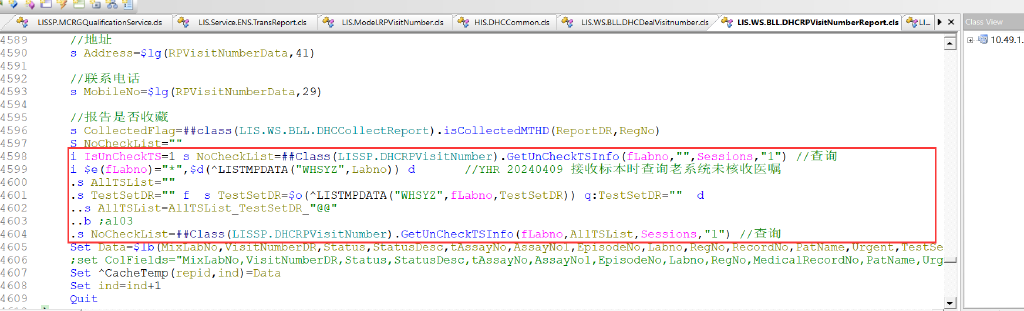 LISSP.MCRGQualificationService.cls LIS.Service.ENS.TransReport.cls LIS.Model.RPVisitNumber.cls HIS.DHCCommon.cls LIS.WS.BLL.DHCDealVisitnumber.cls LIS.WS.BLL.DHCRPVisitNumberReport.cls LI... Class View
4589 //地址
4590 s Address=$lg(RPVisitNumberData,41)
4591
4592 //联系电话
4593 s MobileNo=$lg(RPVisitNumberData,29)
4594
4595 //报告是否收藏
4596 s CollectedFlag=##class(LIS.WS.BLL.DHCCollectReport).isCollectedMTHD(ReportDR,RegNo)
4597 S NoCheckList=""
4598 i IsUnCheckTS=1 s NoCheckList=##Class(LISSP.DHCRPVisitNumber).GetUnCheckTSInfo(fLabno,"",Sessions,"1") //查询
4599 i $e(fLabno)="*",$d(^LISTMPDATA("WHSYZ",Labno)) d //YHR 20240409 接收标本时查询老系统未核收医嘱
4600 .s AllTSList=""
4601 .s TestSetDR="" f s TestSetDR=$o(^LISTMPDATA("WHSYZ",fLabno,TestSetDR)) q:TestSetDR="" d
4602 ..s AllTSList=AllTSList_TestSetDR_"@@"
4603 ..b ;a103
4604 .s NoCheckList=##Class(LISSP.DHCRPVisitNumber).GetUnCheckTSInfo(fLabno,AllTSList,Sessions,"1") //查询
4605 Set Data=$lb(MixLabNo,VisitNumberDR,Status,StatusDesc,tAssayNo,AssayNo1,EpisodeNo,Labno,RegNo,RecordNo,PatName,Urgent,TestSe
4606 ;set ColFields="MixLabNo,VisitNumberDR,Status,StatusDesc,tAssayNo,AssayNo1,EpisodeNo,Labno,RegNo,MedicalRecordNo,PatName,Urg
4607 Set ^CacheTemp(repid,ind)=Data
4608 Set ind=ind+1
4609 Quit
10.49.1.